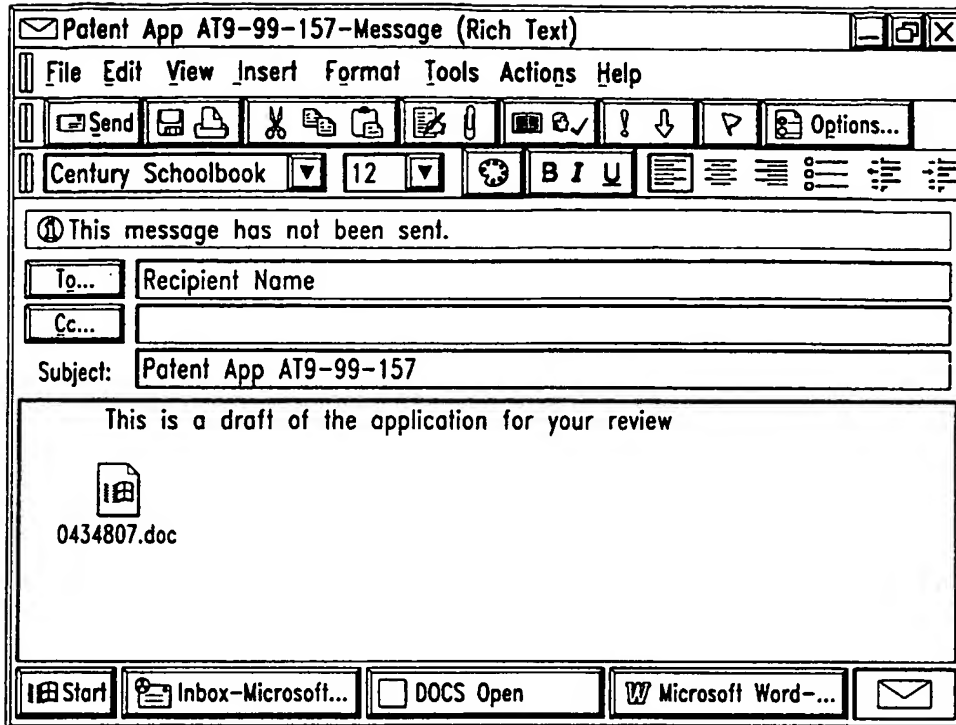 Patent App AT9-99-157-Message (Rich Text)
File Edit View Insert Format Tools Actions Help
Send ! Options...
Century Schoolbook 12 B I U
This message has not been sent.
To... Recipient Name
Cc...
Subject: Patent App AT9-99-157
This is a draft of the application for your review
0434807.doc
Start Inbox-Microsoft... DOCS Open W Microsoft Word-...